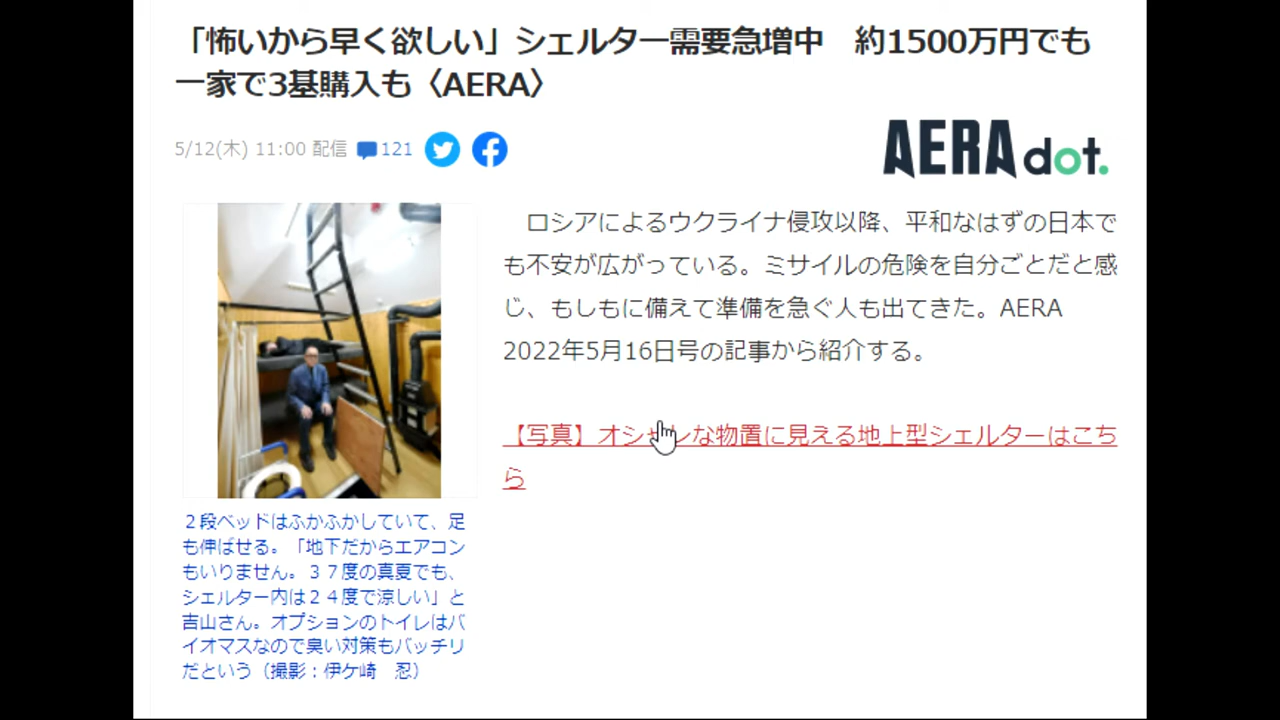 「怖いから早く欲しい」シェルター需要急増中　約1500万円でも
一家で3基購入も〈AERA〉
5/12(木) 11:00 配信 121
AERA dot.
ロシアによるウクライナ侵攻以降、平和なはずの日本で
も不安が広がっている。ミサイルの危険を自分ごとだと感
じ、もしもに備えて準備を急ぐ人も出てきた。AERA
2022年5月16日号の記事から紹介する。
【写真】オシャレな物置に見える地上型シェルターはこち
ら
２段ベッドはふかふかしていて、足
も伸ばせる。「地下だからエアコン
もいりません。３７度の真夏でも、
シェルター内は２４度で涼しい」と
吉山さん。オプションのトイレはバ
イオマスなので臭い対策もバッチリ
だという（撮影：伊ケ崎　忍）